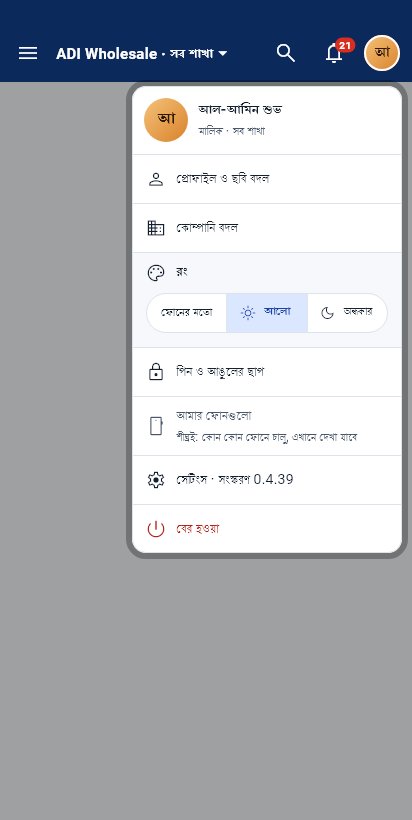 ADI Wholesale · সব শাখা
21
আ
আ
আল-আমিন শুভ
মালিক · সব শাখা
প্রোফাইল ও ছবি বদল
কোম্পানি বদল
রং
ফোনের মতো
আলো
অন্ধকার
পিন ও আঙুলের ছাপ
আমার ফোনগুলো
শীঘ্রই: কোন কোন ফোনে চালু, এখানে দেখা যাবে
সেটিংস · সংস্করণ 0.4.39
বের হওয়া